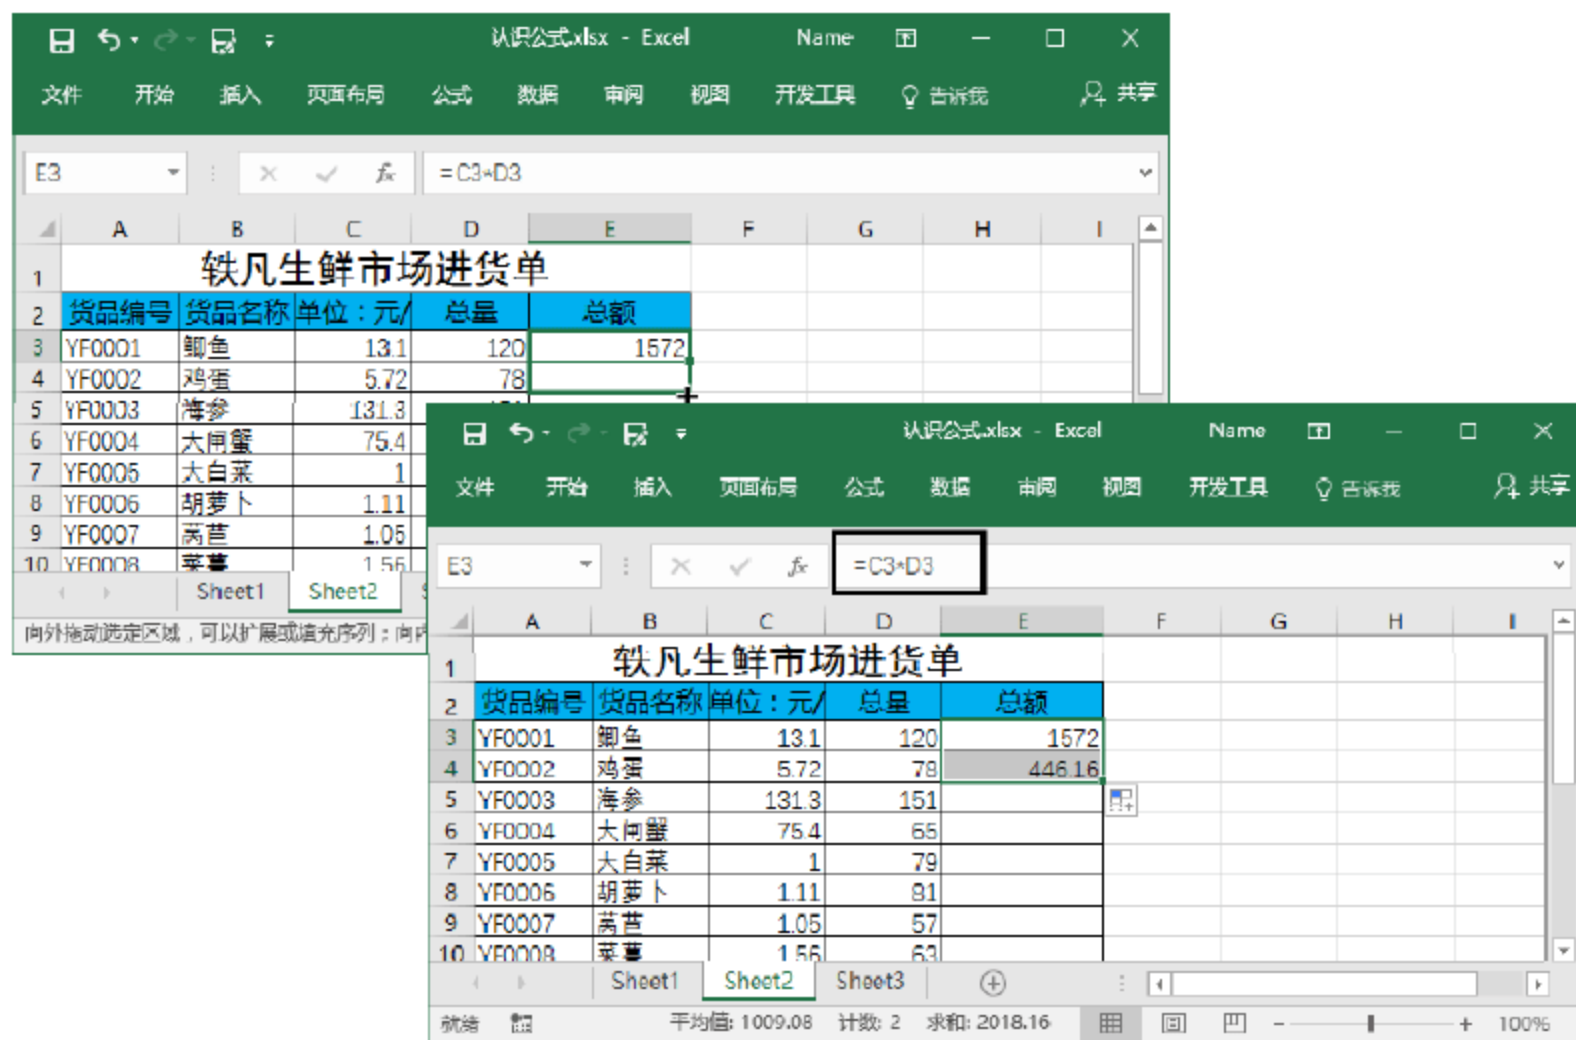 认识公式.xlsx - Excel Name
文件 开始 插入 页面布局 公式 数据 审阅 视图 开发工具 告诉我 共享
E3 fx =C3*D3
A B C D E F G H I
1 轶凡生鲜市场进货单
2 货品编号 货品名称 单位：元/ 总量 总额
3 YF0001 鲫鱼 13.1 120 1572
4 YF0002 鸡蛋 5.72 78
5 YF0003 海参 131.3
6 YF0004 大闸蟹 75.4
7 YF0005 大白菜 1
8 YF0006 胡萝卜 1.11
9 YF0007 莴苣 1.05
10 YF0008 1.56
Sheet1 Sheet2
向外拖动选定区域，可以扩展或填充序列；向内
认识公式.xlsx - Excel Name
文件 开始 插入 页面布局 公式 数据 审阅 视图 开发工具 告诉我 共享
E3 fx =C3*D3
A B C D E F G H I
1 轶凡生鲜市场进货单
2 货品编号 货品名称 单位：元/ 总量 总额
3 YF0001 鲫鱼 13.1 120 1572
4 YF0002 鸡蛋 5.72 78 446.16
5 YF0003 海参 131.3 151
6 YF0004 大闸蟹 75.4 65
7 YF0005 大白菜 1 79
8 YF0006 胡萝卜 1.11 81
9 YF0007 莴苣 1.05 57
10 YF0008 1.56 63
Sheet1 Sheet2 Sheet3
就绪 平均值: 1009.08 计数: 2 求和: 2018.16 100%